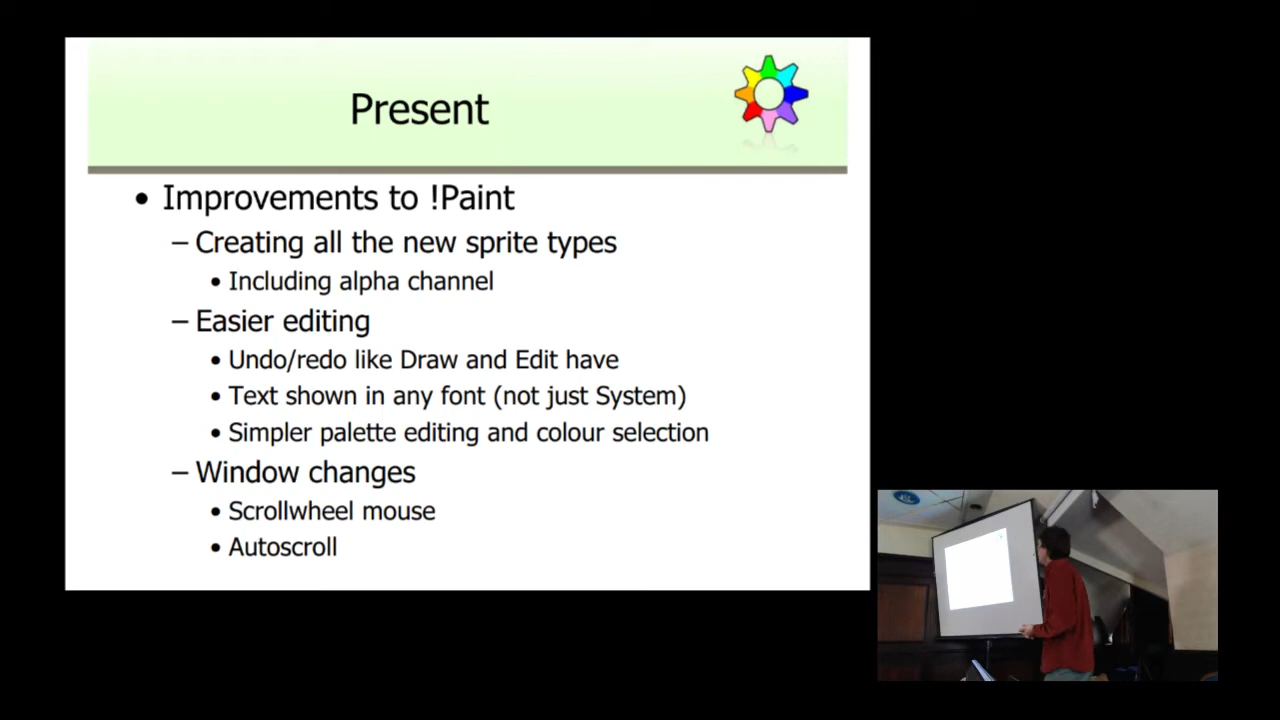 Present
• Improvements to !Paint
– Creating all the new sprite types
• Including alpha channel
– Easier editing
• Undo/redo like Draw and Edit have
• Text shown in any font (not just System)
• Simpler palette editing and colour selection
– Window changes
• Scrollwheel mouse
• Autoscroll